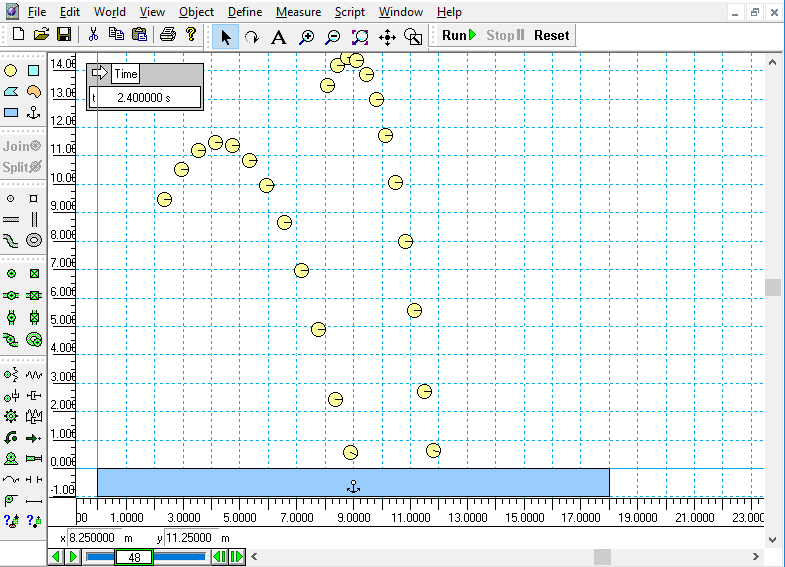 File Edit World View Object Define Measure Script Window Help
A Run Stop Reset
Time
t 2.400000 s
Join
Split
14.00
13.00
12.00
11.00
10.00
9.000
8.000
7.000
6.000
5.000
4.000
3.000
2.000
1.000
0.000
-1.00
00 1.0000 3.0000 5.0000 7.0000 9.0000 11.0000 13.0000 15.0000 17.0000 19.0000 21.0000 23.000
x 8.250000 m y 11.25000 m
48